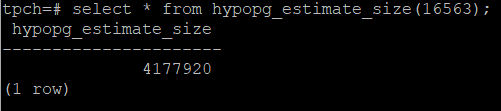 tpch=# select * from hypopg_estimate_size(16563);
hypopg_estimate_size
----------------------
4177920
(1 row)